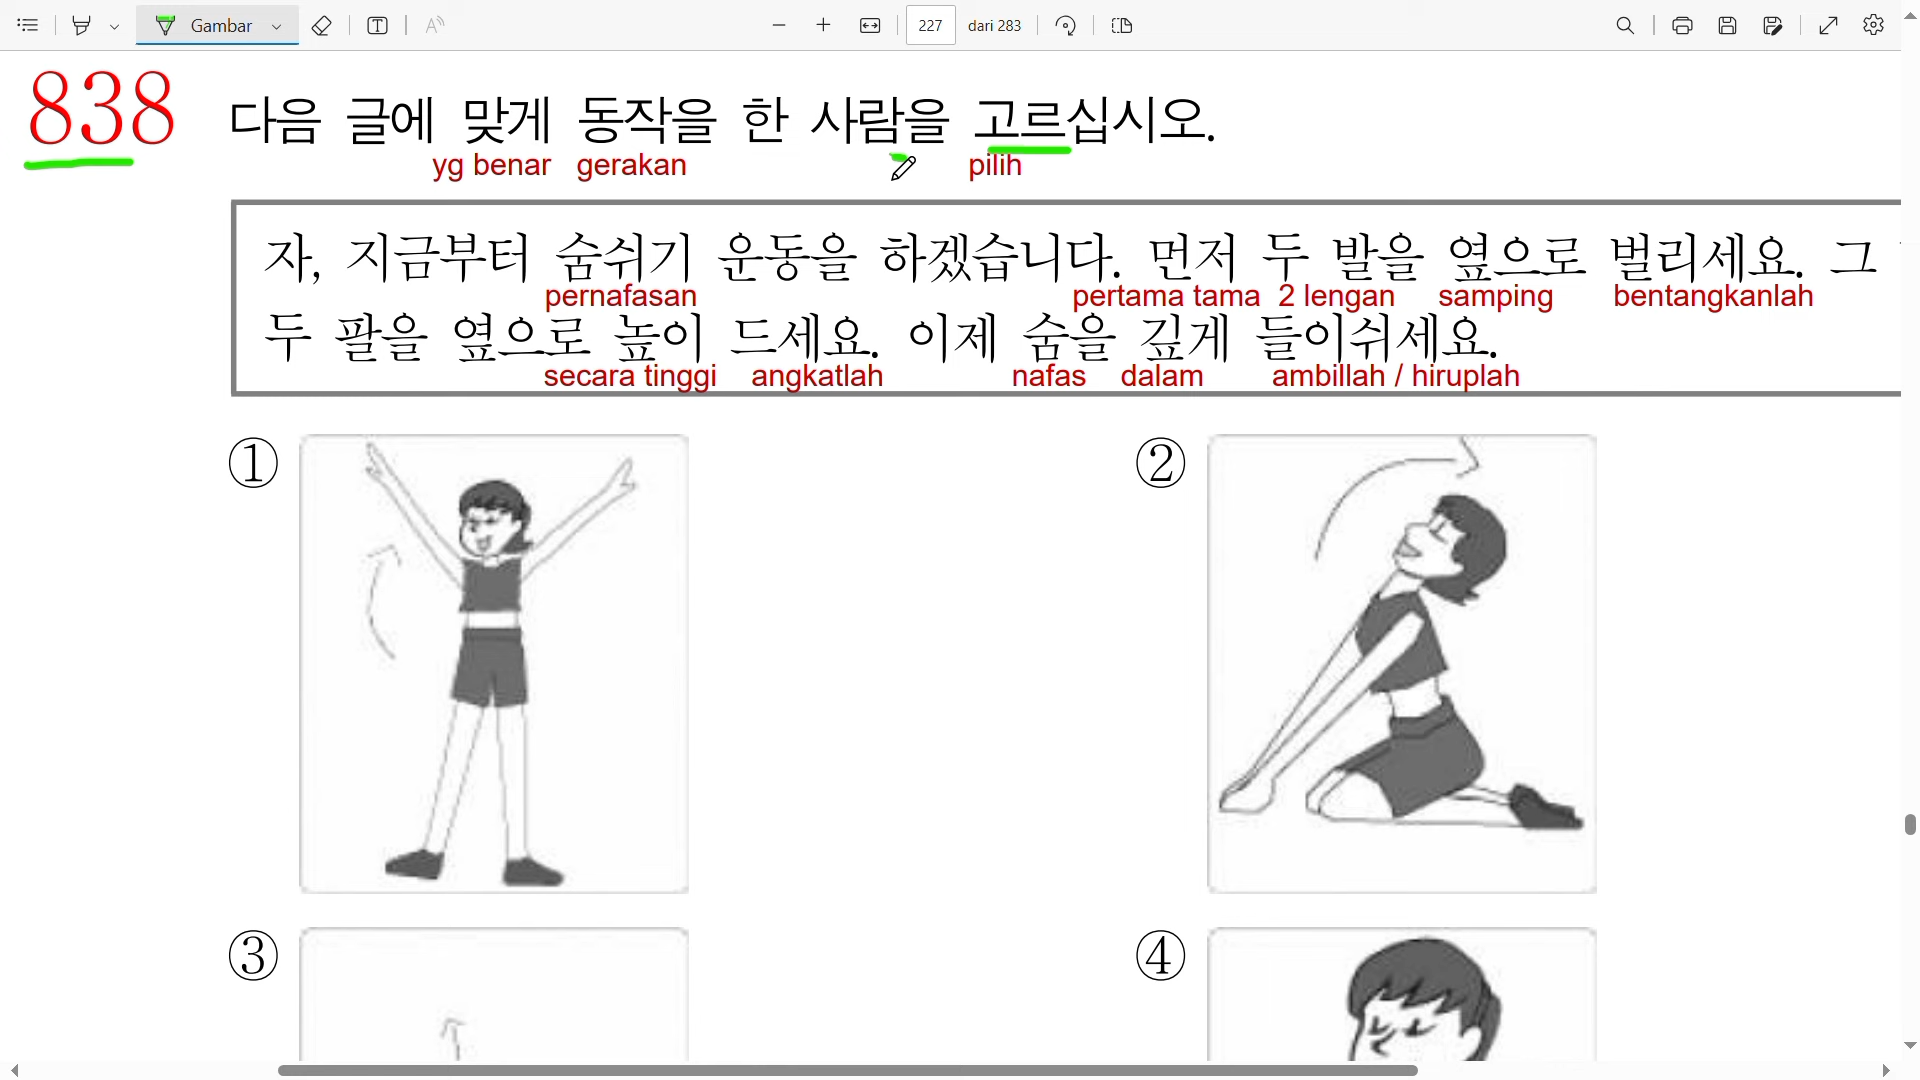 Gambar
227 dari 283
838 다음 글에 맞게 동작을 한 사람을 고르십시오.
yg benar gerakan pilih
자, 지금부터 숨쉬기 운동을 하겠습니다. 먼저 두 발을 옆으로 벌리세요. 그
pernafasan pertama tama 2 lengan samping bentangkanlah
두 팔을 옆으로 높이 드세요. 이제 숨을 깊게 들이쉬세요.
secara tinggi angkatlah nafas dalam ambillah / hiruplah
① ②
③ ④